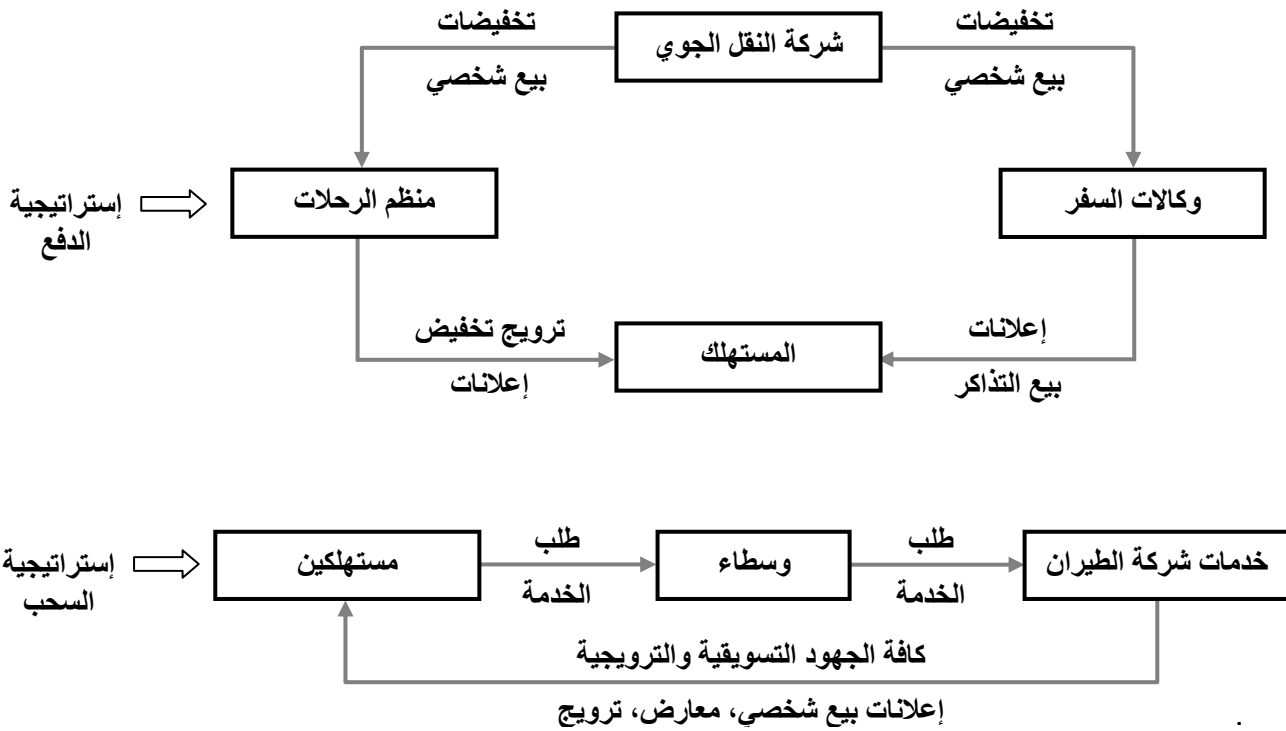 تخفيضات
شركة النقل الجوي
تخفيضات
بيع شخصي
بيع شخصي
وكالات السفر
منظم الرحلات
إستراتيجية
الدفع
إعلانات
المستهلك
ترويج تخفيض
بيع التذاكر
إعلانات
خدمات شركة الطيران
طلب
الخدمة
وسطاء
طلب
الخدمة
مستهلكين
إستراتيجية
السحب
كافة الجهود التسويقية والترويجية
إعلانات بيع شخصي، معارض، ترويج
.